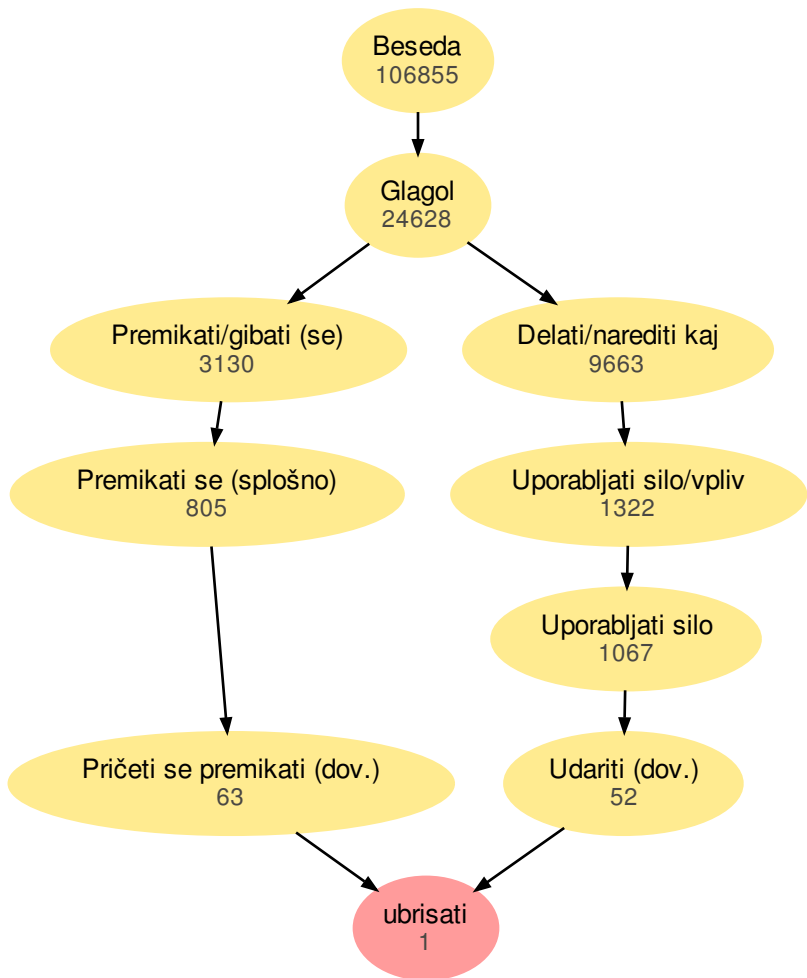 Beseda
106855
Glagol
24628
Premikati/gibati (se)
3130
Delati/narediti kaj
9663
Premikati se (splošno)
805
Uporabljati silo/vpliv
1322
Uporabljati silo
1067
Pričeti se premikati (dov.)
63
Udariti (dov.)
52
ubrisati
1